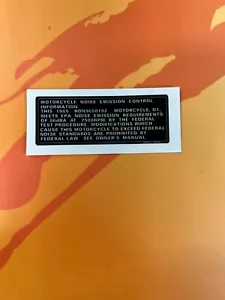 MOTORCYCLE NOISE EMISSION CONTROL
INFORMATION
THIS 1985 MOTORCYCLE, D1-
MEETS EPA NOISE EMISSION REQUIREMENTS
OF 80dBA AT 7500RPM BY THE FEDERAL
TEST PROCEDURE. MODIFICATIONS WHICH
CAUSE THIS MOTORCYCLE TO EXCEED FEDERAL
NOISE STANDARDS ARE PROHIBITED BY
FEDERAL LAW. SEE OWNER'S MANUAL.